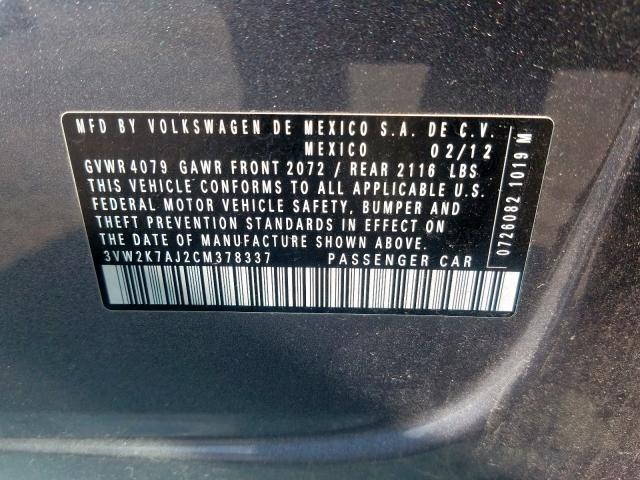 MFD BY VOLKSWAGEN DE MEXICO S.A. DE C.V.
MEXICO 02/12
GVWR 4079 GAWR FRONT 2072 / REAR 2116 LBS
THIS VEHICLE CONFORMS TO ALL APPLICABLE U.S.
FEDERAL MOTOR VEHICLE SAFETY, BUMPER AND
THEFT PREVENTION STANDARDS IN EFFECT ON
THE DATE OF MANUFACTURE SHOWN ABOVE.
3VW2K7AJ2CM378337 PASSENGER CAR
0726082 1019 M